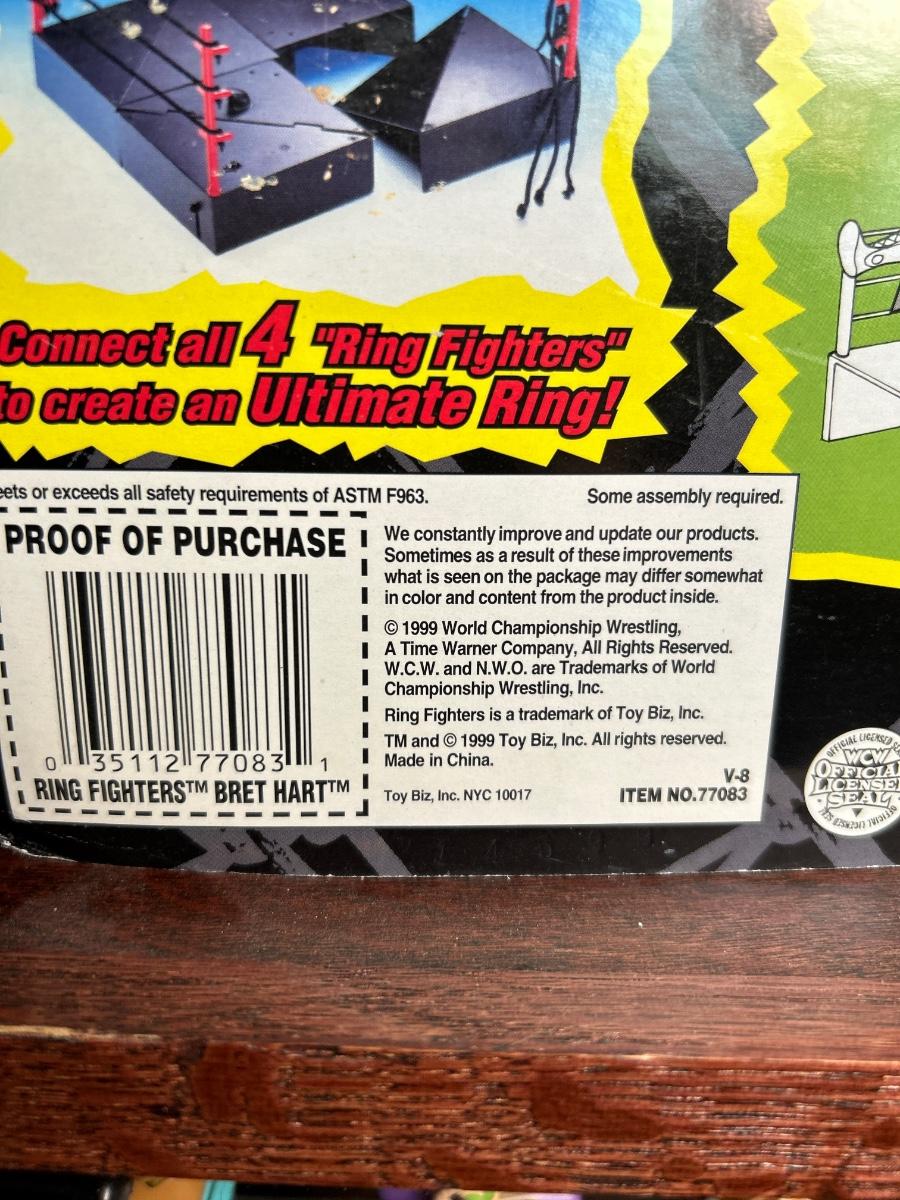 Connect all 4 "Ring Fighters"
to create an Ultimate Ring!
exceeds all safety requirements of ASTM F963.
Some assembly required.
PROOF OF PURCHASE
0 35112 77083 1
RING FIGHTERS™ BRET HART™
We constantly improve and update our products.
Sometimes as a result of these improvements
what is seen on the package may differ somewhat
in color and content from the product inside.
© 1999 World Championship Wrestling,
A Time Warner Company, All Rights Reserved.
W.C.W. and N.W.O. are Trademarks of World
Championship Wrestling, Inc.
Ring Fighters is a trademark of Toy Biz, Inc.
TM and © 1999 Toy Biz, Inc. All rights reserved.
Made in China.
Toy Biz, Inc. NYC 10017
V-8
ITEM NO.77083
OFFICIAL LICENSED
WCW
OFFICIAL
LICENSED
SEAL